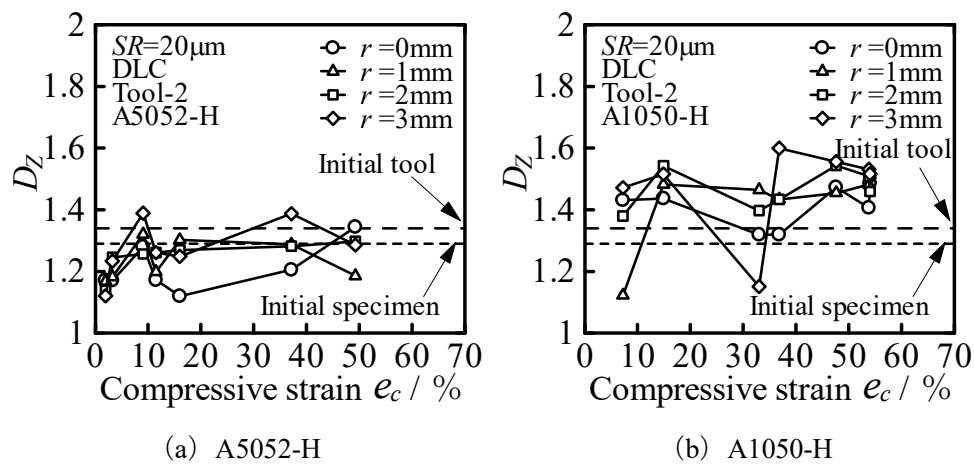 2
1.8
1.6
1.4
1.2
1
D_Z
SR=20μm
DLC
Tool-2
A5052-H
r =0mm
r =1mm
r =2mm
r =3mm
Initial tool
Initial specimen
0 10 20 30 40 50 60 70
Compressive strain e_c / %
(a) A5052-H
2
1.8
1.6
1.4
1.2
1
D_Z
SR=20μm
DLC
Tool-2
A1050-H
r =0mm
r =1mm
r =2mm
r =3mm
Initial tool
Initial specimen
0 10 20 30 40 50 60 70
Compressive strain e_c / %
(b) A1050-H